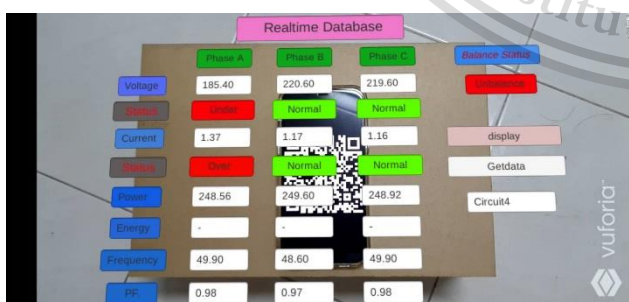 Realtime Database
Phase A Phase B Phase C Balance Status
Voltage 185.40 220.60 219.60 Unbalance
Status Under Normal Normal
Current 1.37 1.17 1.16 display
Status Over Normal Normal Getdata
Power 248.56 249.60 248.92 Circuit4
Energy - - -
Frequency 49.90 48.60 49.90
PF. 0.98 0.97 0.98
vuforia